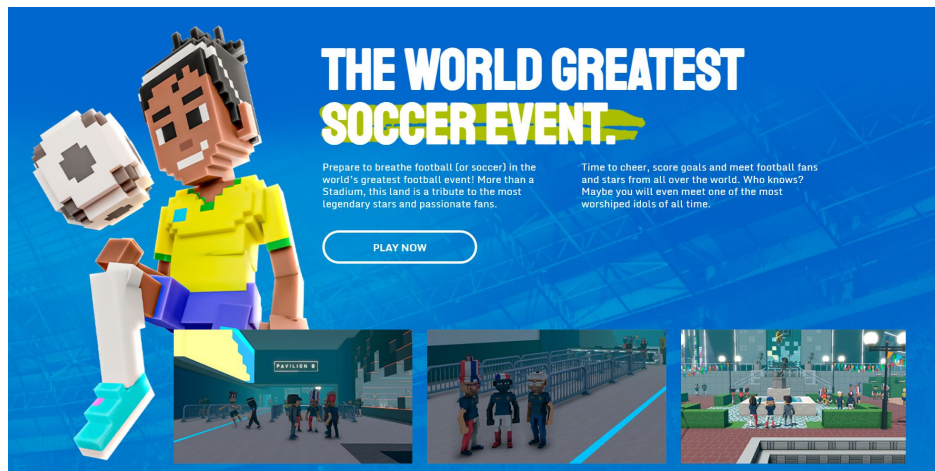 THE WORLD GREATEST
SOCCER EVENT.
Prepare to breathe football (or soccer) in the
world's greatest football event! More than a
Stadium, this land is a tribute to the most
legendary stars and passionate fans.
Time to cheer, score goals and meet football fans
and stars from all over the world. Who knows?
Maybe you will even meet one of the most
worshiped idols of all time.
PLAY NOW
PAVILION B